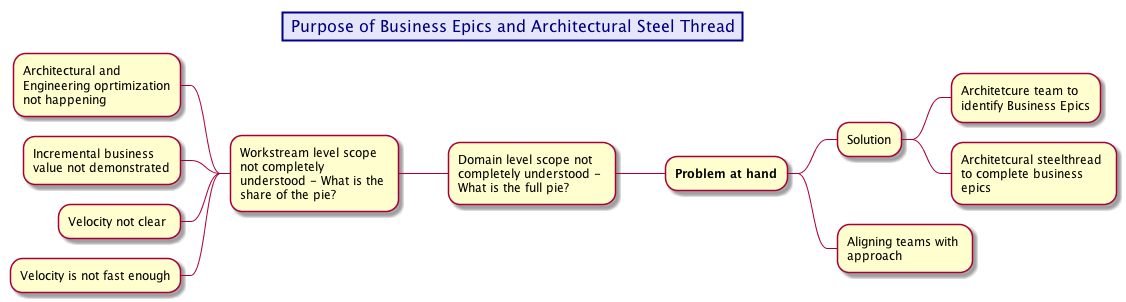 Purpose of Business Epics and Architectural Steel Thread
Architectural and
Engineering oprtimization
not happening
Incremental business
value not demonstrated
Velocity not clear
Velocity is not fast enough
Workstream level scope
not completely
understood - What is the
share of the pie?
Domain level scope not
completely understood -
What is the full pie?
Problem at hand
Solution
Architetcure team to
identify Business Epics
Architetcural steelthread
to complete business
epics
Aligning teams with
approach